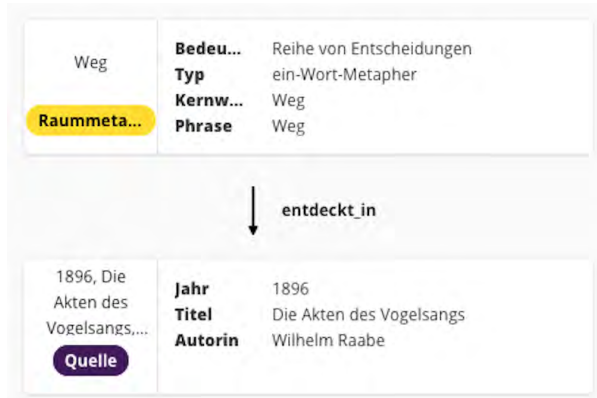 Weg
Raummeta...
Bedeu... Reihe von Entscheidungen
Typ ein-Wort-Metapher
Kernw... Weg
Phrase Weg
entdeckt_in
1896, Die
Akten des
Vogelsangs,...
Quelle
Jahr 1896
Titel Die Akten des Vogelsangs
Autorin Wilhelm Raabe